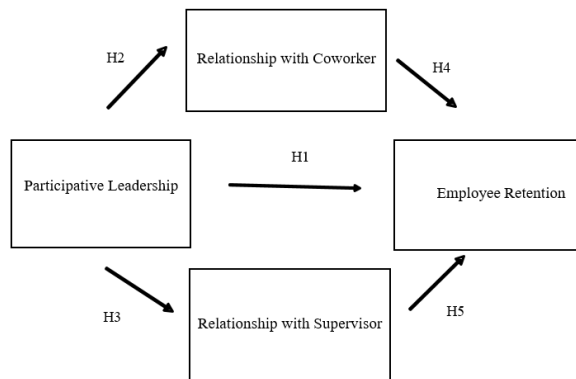 Relationship with Coworker
H2
H4
H1
Participative Leadership
Employee Retention
H3
H5
Relationship with Supervisor